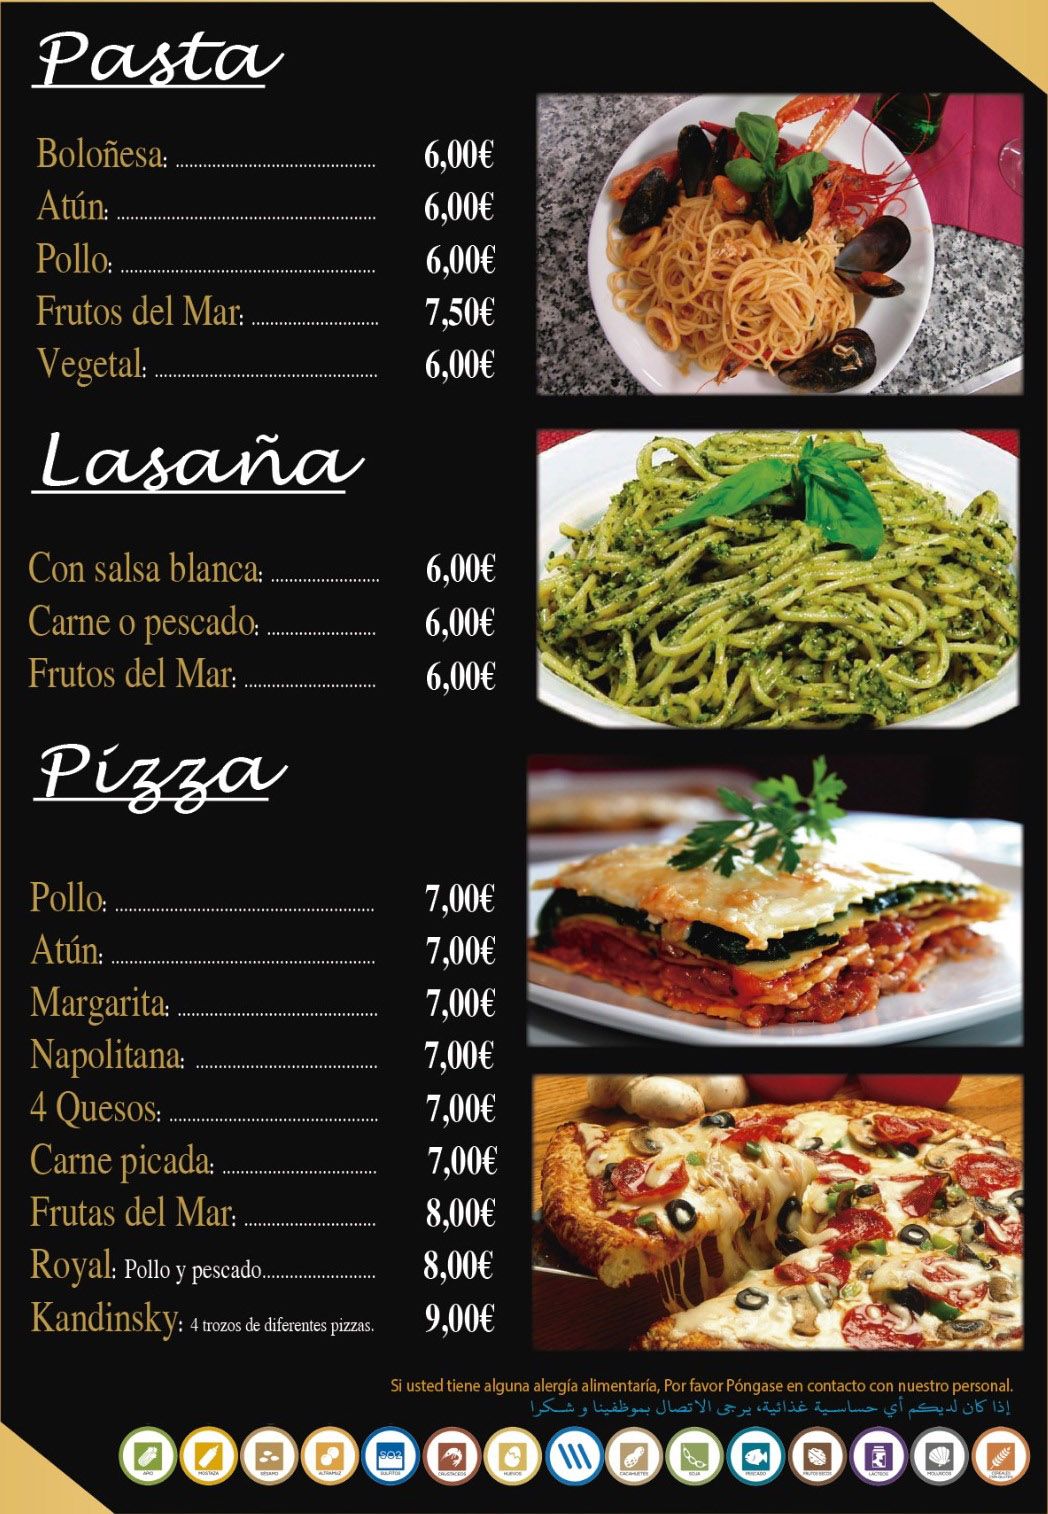 Pasta
Boloñesa: ........................................ 6,00€
Atún: .................................................... 6,00€
Pollo: ................................................... 6,00€
Frutos del Mar: .......................... 7,50€
Vegetal: ............................................. 6,00€
Lasaña
Con salsa blanca: ...................... 6,00€
Carne o pescado: ...................... 6,00€
Frutos del Mar: .......................... 6,00€
Pizza
Pollo: .................................................... 7,00€
Atún: ..................................................... 7,00€
Margarita: ........................................ 7,00€
Napolitana: ..................................... 7,00€
4 Quesos: .......................................... 7,00€
Carne picada: ............................... 7,00€
Frutas del Mar: .......................... 8,00€
Royal: Pollo y pescado....................... 8,00€
Kandinsky: 4 trozos de diferentes pizzas. 9,00€
Si usted tiene alguna alergía alimentaría, Por favor Póngase en contacto con nuestro personal.
إذا كان لديكم أي حساسية غذائية، يرجى الاتصال بموظفينا و شكرا
APIO MOSTAZA SÉSAMO ALTRAMUZ SO2 SULFITOS CRUSTACEOS HUEVOS CACAHUETES SOJA PESCADO FRUTOS SECOS LACTEOS MOLUSCOS CEREALES